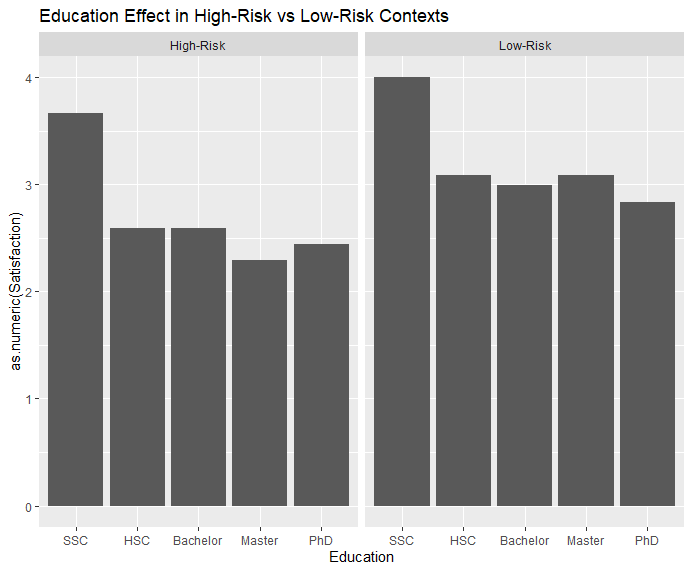 Education Effect in High-Risk vs Low-Risk Contexts
High-Risk
Low-Risk
as.numeric(Satisfaction)
4
3
2
1
0
SSC HSC Bachelor Master PhD
SSC HSC Bachelor Master PhD
Education